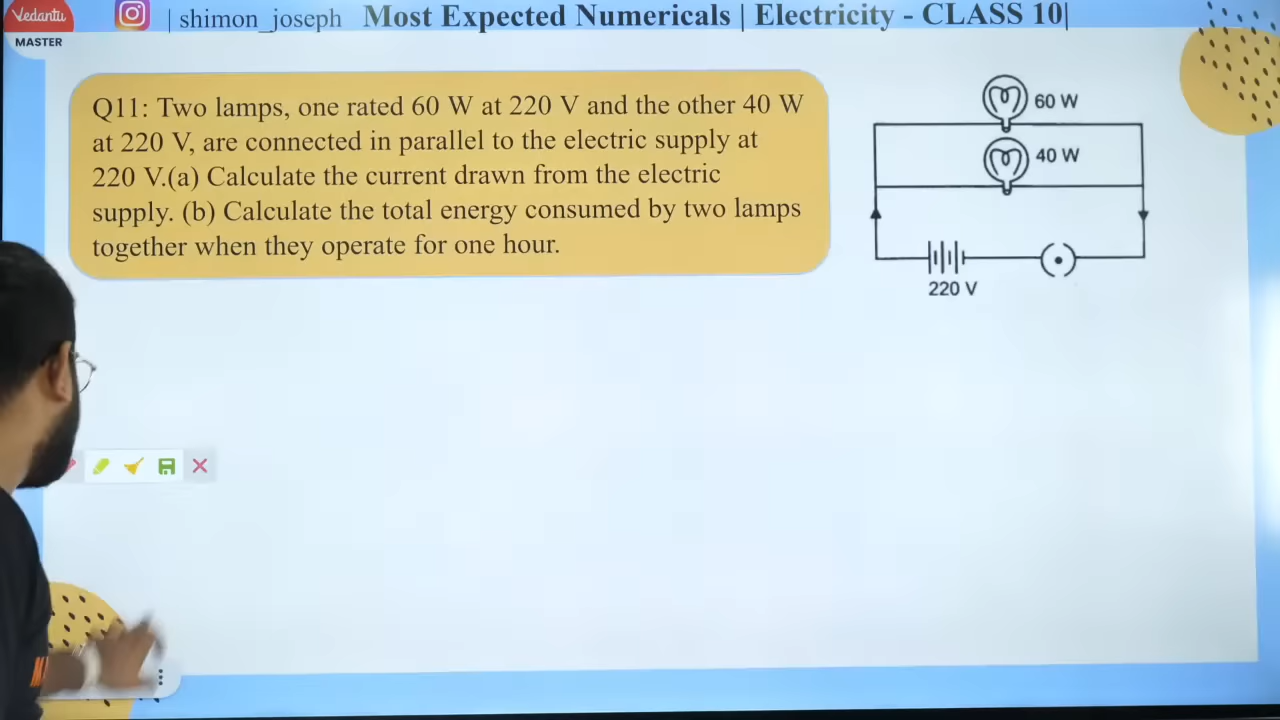 Vedantu
MASTER
| shimon_joseph
Most Expected Numericals | Electricity - CLASS 10|
Q11: Two lamps, one rated 60 W at 220 V and the other 40 W
at 220 V, are connected in parallel to the electric supply at
220 V.(a) Calculate the current drawn from the electric
supply. (b) Calculate the total energy consumed by two lamps
together when they operate for one hour.
60 W
40 W
220 V